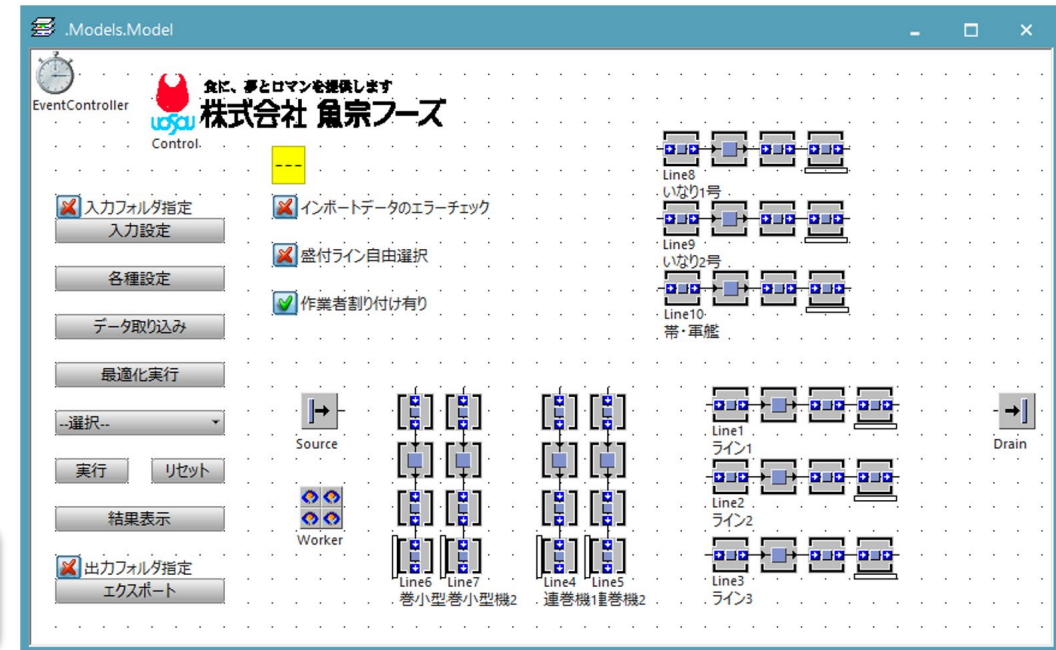 .Models.Model
EventController
食に、夢とロマンを提供します
uosou 株式会社 魚宗フーズ
Control
---
入力フォルダ指定
入力設定
各種設定
データ取り込み
最適化実行
--選択--
実行 リセット
結果表示
出力フォルダ指定
エクスポート
インポートデータのエラーチェック
盛付ライン自由選択
作業者割り付け有り
Source
Worker
Line6 Line7 Line4 Line5
巻小型巻小型機2 連巻機1重巻機2
Line8
いなり1号
Line9
いなり2号
Line10
帯・軍艦
Line1
ライン1
Line2
ライン2
Line3
ライン3
Drain